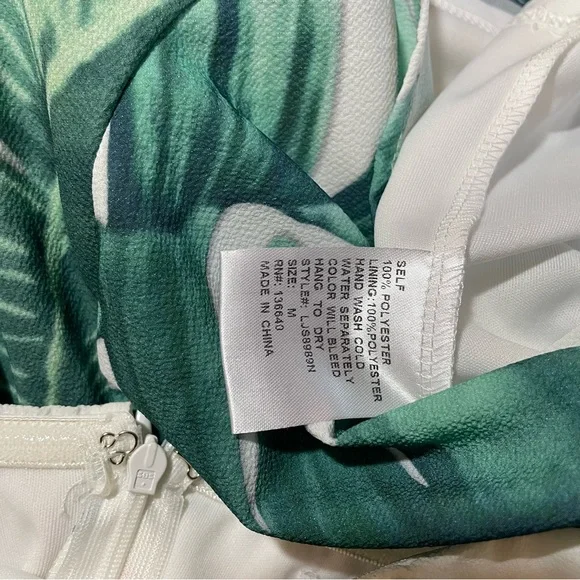 SELF
100% POLYESTER
LINING:100%POLYESTER
HAND WASH COLD
WATER SEPARATELY
COLOR WILL BLEED
HANG TO DRY
STYLE#: LJS8989N
SIZE: M
RN#: 136640
MADE IN CHINA